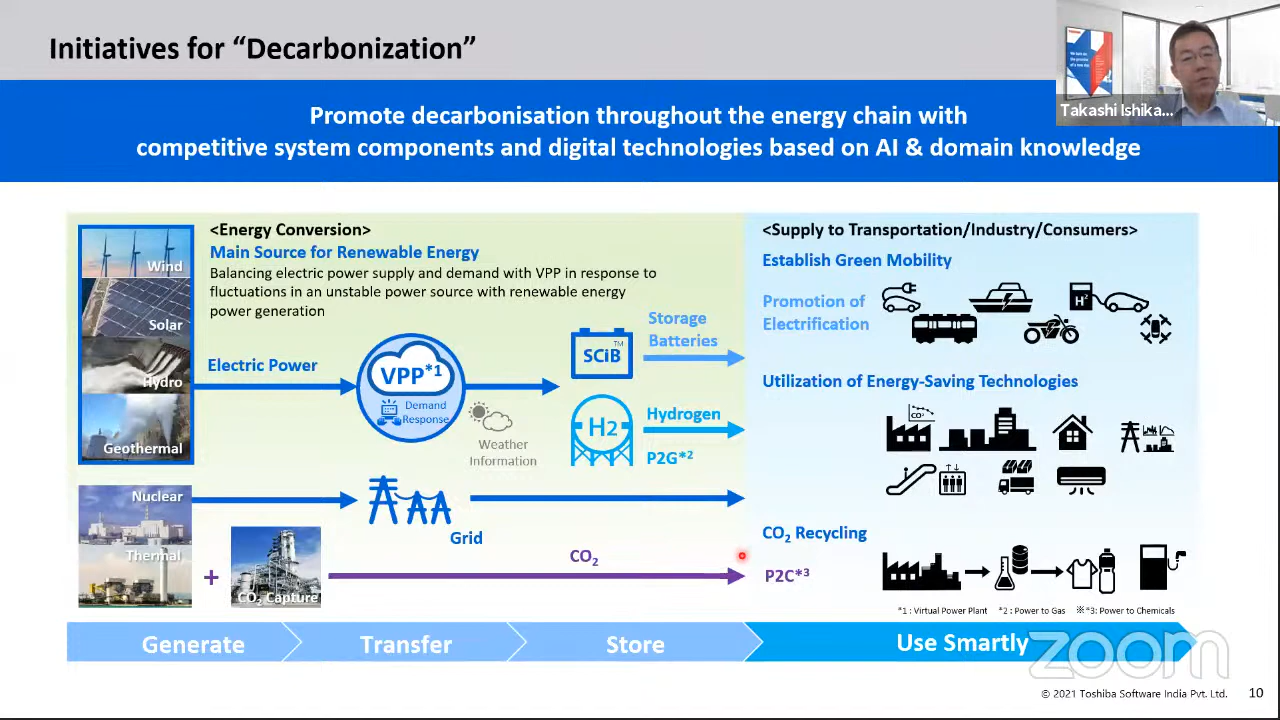 Initiatives for “Decarbonization”
Takashi Ishika...
Promote decarbonisation throughout the energy chain with
competitive system components and digital technologies based on AI & domain knowledge
Wind
Solar
Hydro
Geothermal
<Energy Conversion>
Main Source for Renewable Energy
Balancing electric power supply and demand with VPP in response to
fluctuations in an unstable power source with renewable energy
power generation
Electric Power
VPP*1
Demand
Response
Weather
Information
SCiB™
Storage
Batteries
H2
Hydrogen
P2G*2
Nuclear
Thermal
+
CO₂ Capture
Grid
CO₂
<Supply to Transportation/Industry/Consumers>
Establish Green Mobility
Promotion of
Electrification
H²
Utilization of Energy-Saving Technologies
CO²
CO₂ Recycling
P2C*3
*1 : Virtual Power Plant *2 : Power to Gas ※*3: Power to Chemicals
Generate
Transfer
Store
Use Smartly
zoom
© 2021 Toshiba Software India Pvt. Ltd. 10